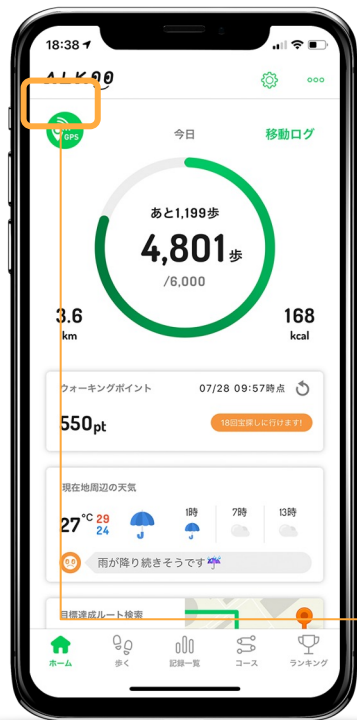 18:38
ALKOO
GPS
今日
移動ログ
あと1,199歩
4,801歩
/6,000
3.6
km
168
kcal
ウォーキングポイント
07/28 09:57時点
550pt
18回宝探しに行けます!
現在地周辺の天気
27℃ 29
24
1時
7時
13時
雨が降り続きそうです☔
目標達成ルート検索
ホーム
歩く
記録一覧
コース
ランキング